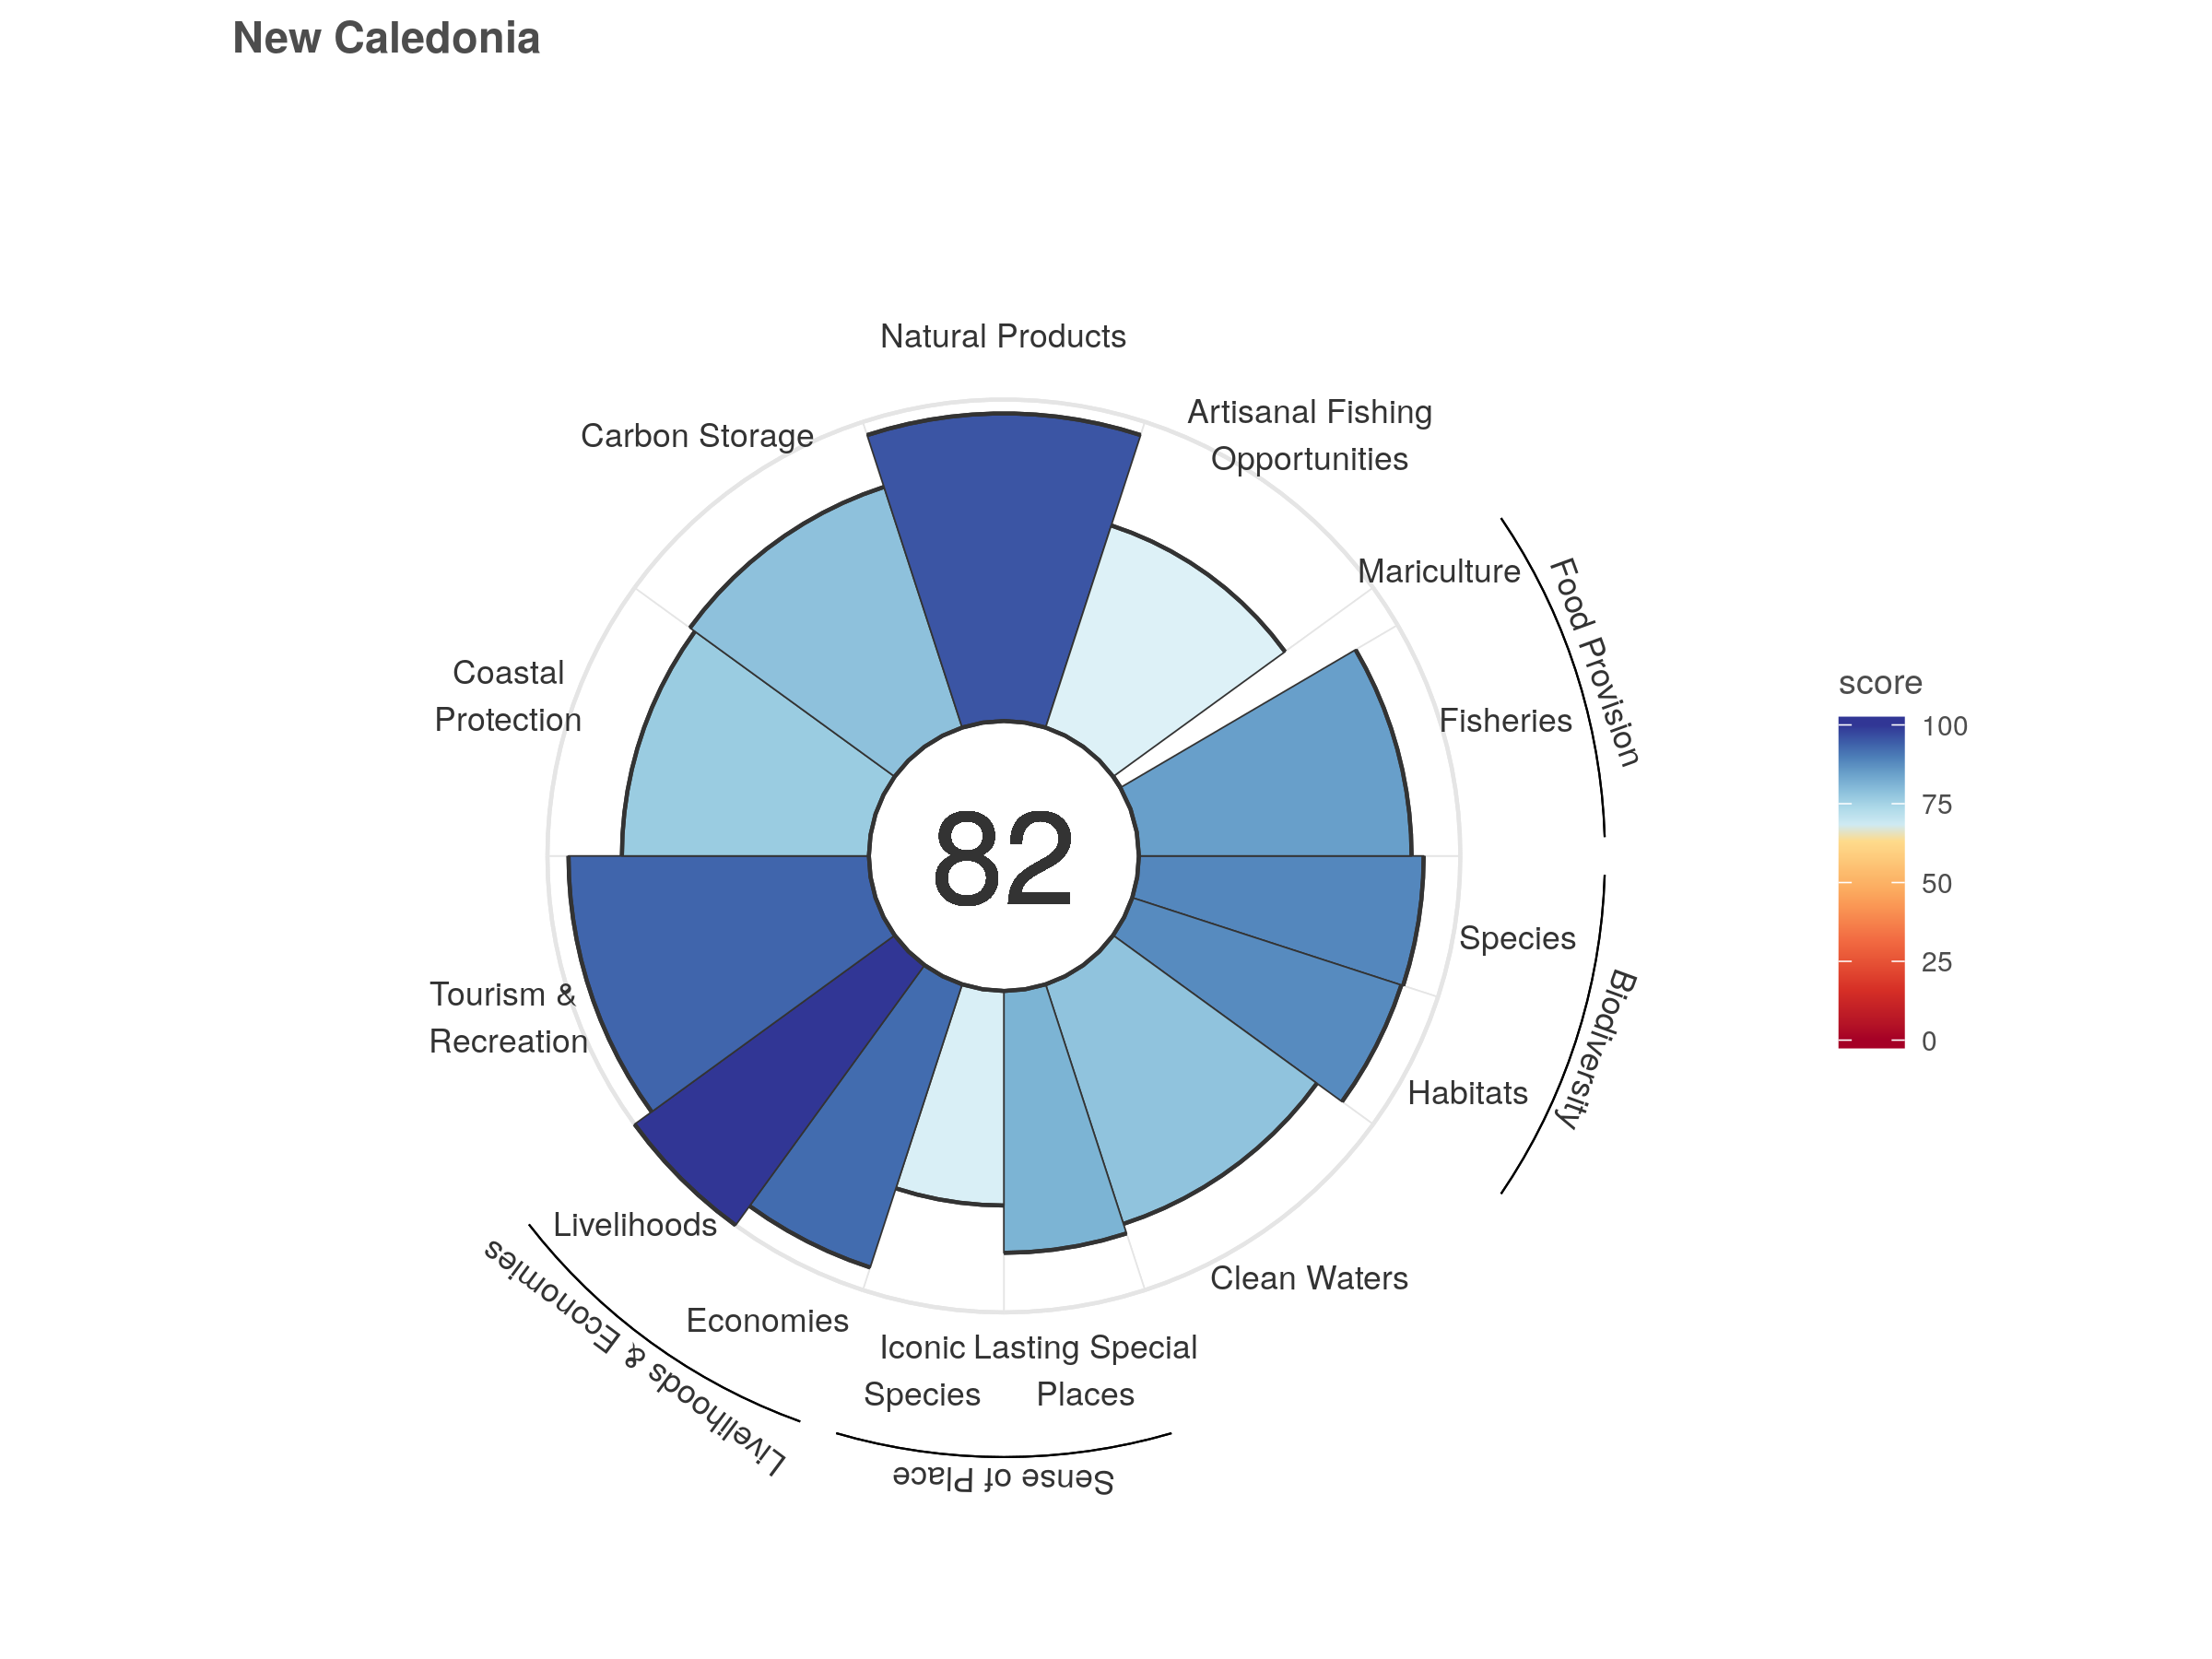 New Caledonia
Natural Products
Artisanal Fishing
Opportunities
Carbon Storage
Mariculture
Food Provision
Coastal
Protection
Fisheries
score
100
75
50
25
0
82
Species
Biodiversity
Tourism &
Recreation
Habitats
Livelihoods
Clean Waters
Economies
Iconic
Species
Lasting Special
Places
Livelihoods & Economies
Sense of Place